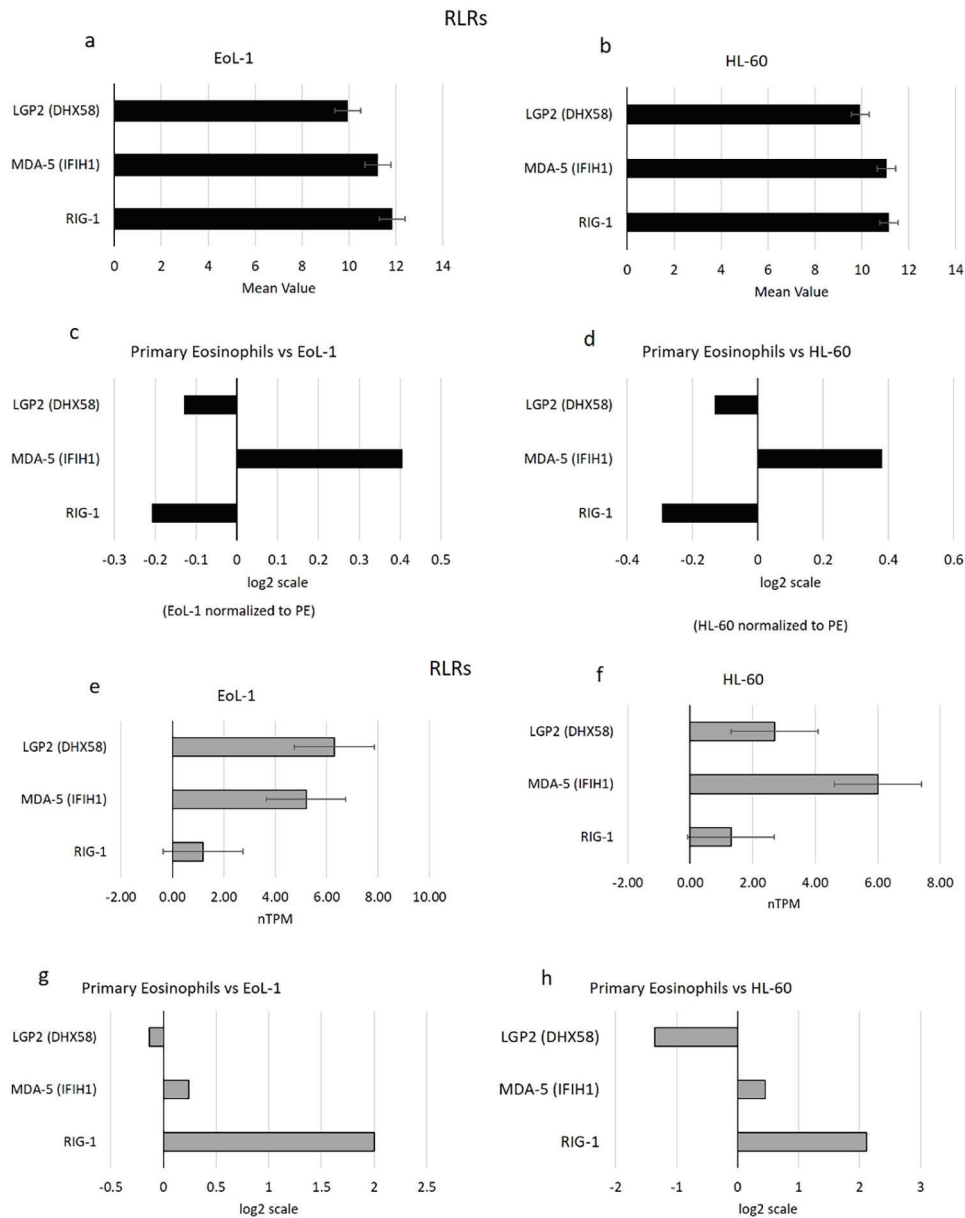 RLRs
a
EoL-1
LGP2 (DHX58)
MDA-5 (IFIH1)
RIG-1
0 2 4 6 8 10 12 14
Mean Value
b
HL-60
LGP2 (DHX58)
MDA-5 (IFIH1)
RIG-1
0 2 4 6 8 10 12 14
Mean Value
c
Primary Eosinophils vs EoL-1
LGP2 (DHX58)
MDA-5 (IFIH1)
RIG-1
-0.3 -0.2 -0.1 0 0.1 0.2 0.3 0.4 0.5
log2 scale
(EoL-1 normalized to PE)
d
Primary Eosinophils vs HL-60
LGP2 (DHX58)
MDA-5 (IFIH1)
RIG-1
-0.4 -0.2 0 0.2 0.4 0.6
log2 scale
(HL-60 normalized to PE)
RLRs
e
EoL-1
LGP2 (DHX58)
MDA-5 (IFIH1)
RIG-1
-2.00 0.00 2.00 4.00 6.00 8.00 10.00
nTPM
f
HL-60
LGP2 (DHX58)
MDA-5 (IFIH1)
RIG-1
-2.00 0.00 2.00 4.00 6.00 8.00
nTPM
g
Primary Eosinophils vs EoL-1
LGP2 (DHX58)
MDA-5 (IFIH1)
RIG-1
-0.5 0 0.5 1 1.5 2 2.5
log2 scale
h
Primary Eosinophils vs HL-60
LGP2 (DHX58)
MDA-5 (IFIH1)
RIG-1
-2 -1 0 1 2 3
log2 scale